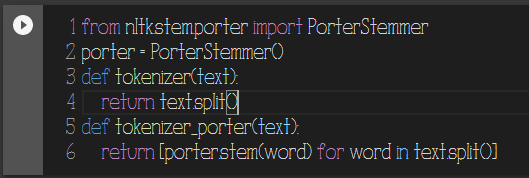 1 from nltk.stem.porter import PorterStemmer
2 porter = PorterStemmer()
3 def tokenizer(text):
4 return text.split()
5 def tokenizer_porter(text):
6 return [porter.stem(word) for word in text.split()]